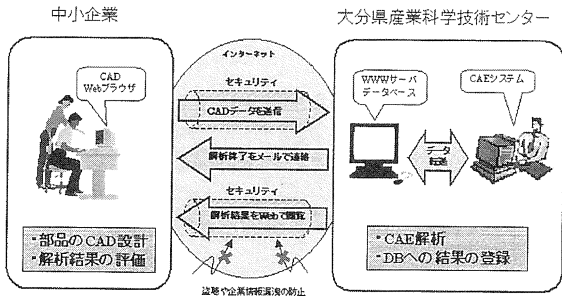 中小企業
大分県産業科学技術センター
インターネット
CAD
Webブラウザ
セキュリティ
CADデータを送信
解析終了をメールで連絡
セキュリティ
解析結果をWebで閲覧
盗聴や企業情報漏洩の防止
・部品のCAD設計
・解析結果の評価
WWWサーバ
データベース
CAEシステム
データ
転送
・CAE解析
・DBへの結果の登録